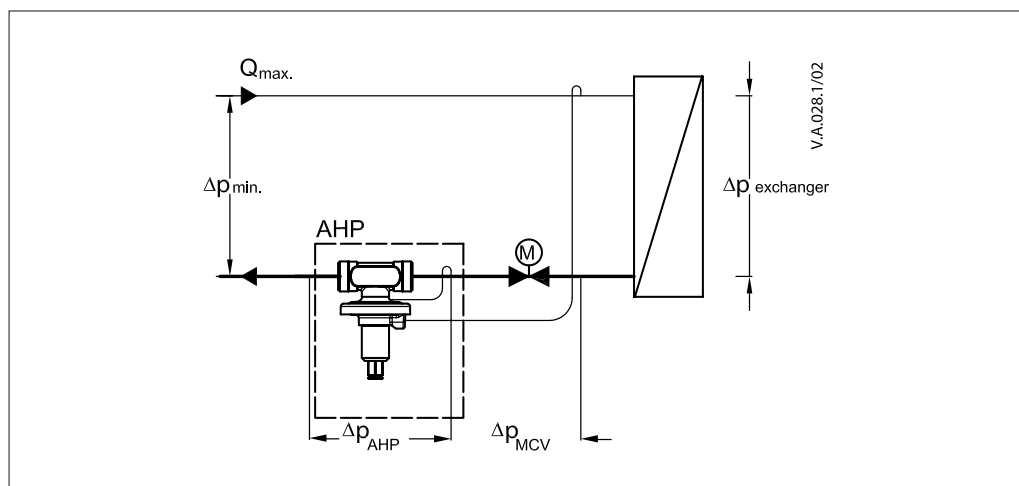 Qmax.
Δpmin.
AHP
M
Δp exchanger
V.A.028.1/02
ΔpAHP
ΔpMCV